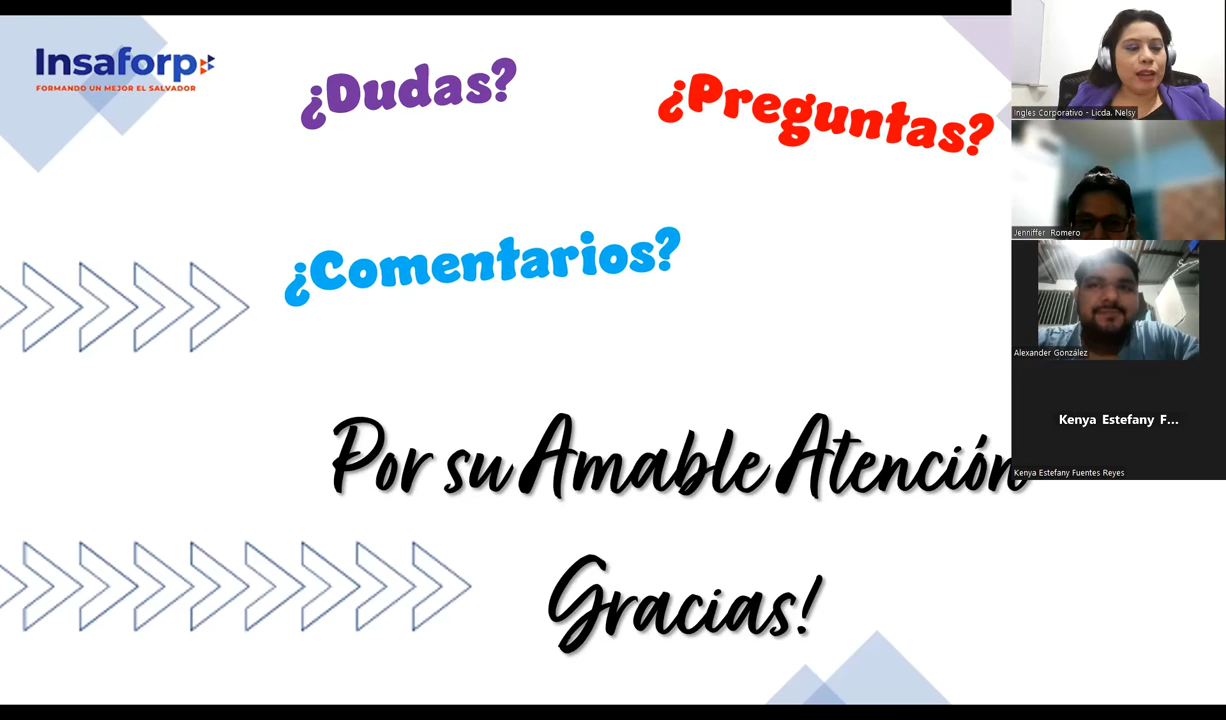 Insaforp
FORMANDO UN MEJOR EL SALVADOR
¿Dudas?
¿Preguntas?
¿Comentarios?
Por su Amable Atención
Gracias!
Ingles Corporativo - Licda. Nelsy
Jenniffer Romero
Alexander González
Kenya Estefany F...
Kenya Estefany Fuentes Reyes